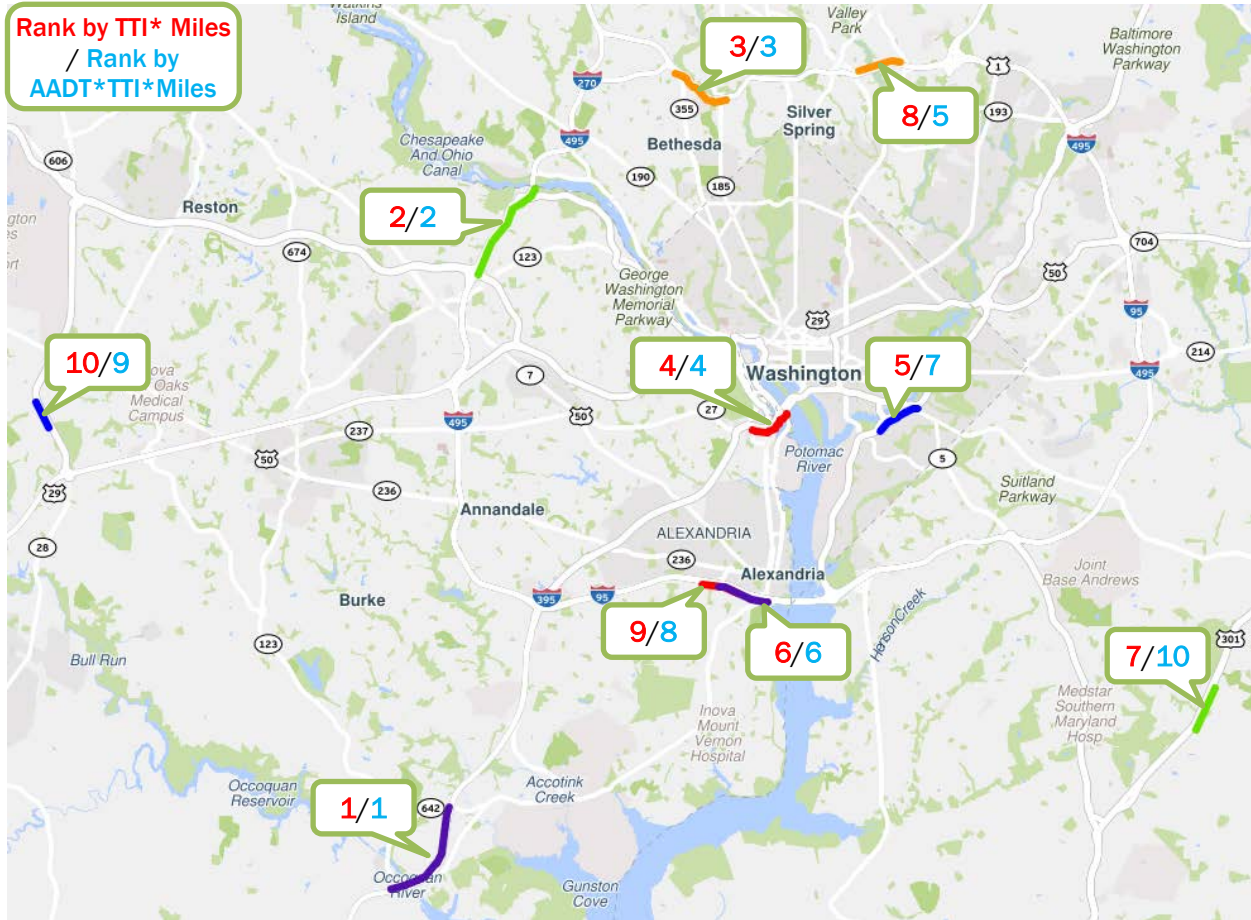 Rank by TTI* Miles
/ Rank by
AADT*TTI*Miles
Island
Valley
Park
Baltimore
Washington
Parkway
3/3
1
270
355
8/5
193
Silver
Spring
Bethesda
495
495
Chesapeake
And Ohio
Canal
606
190
185
Reston
2/2
704
674
123
50
George
Washington
Memorial
Parkway
29
95
10/9
4/4
5/7
214
Washington
495
Oaks
Medical
Campus
7
27
50
495
237
50
Potomac
River
5
Suitland
Parkway
29
236
Annandale
ALEXANDRIA
28
236
Joint
Base Andrews
Alexandria
395
95
Burke
9/8
6/6
Henson Creek
123
301
Bull Run
7/10
Inova
Mount
Vernon
Hospital
Medstar
Southern
Maryland
Hosp
Occoquan
Reservoir
Accotink
Creek
1/1
642
Occoquan
River
Gunston
Cove